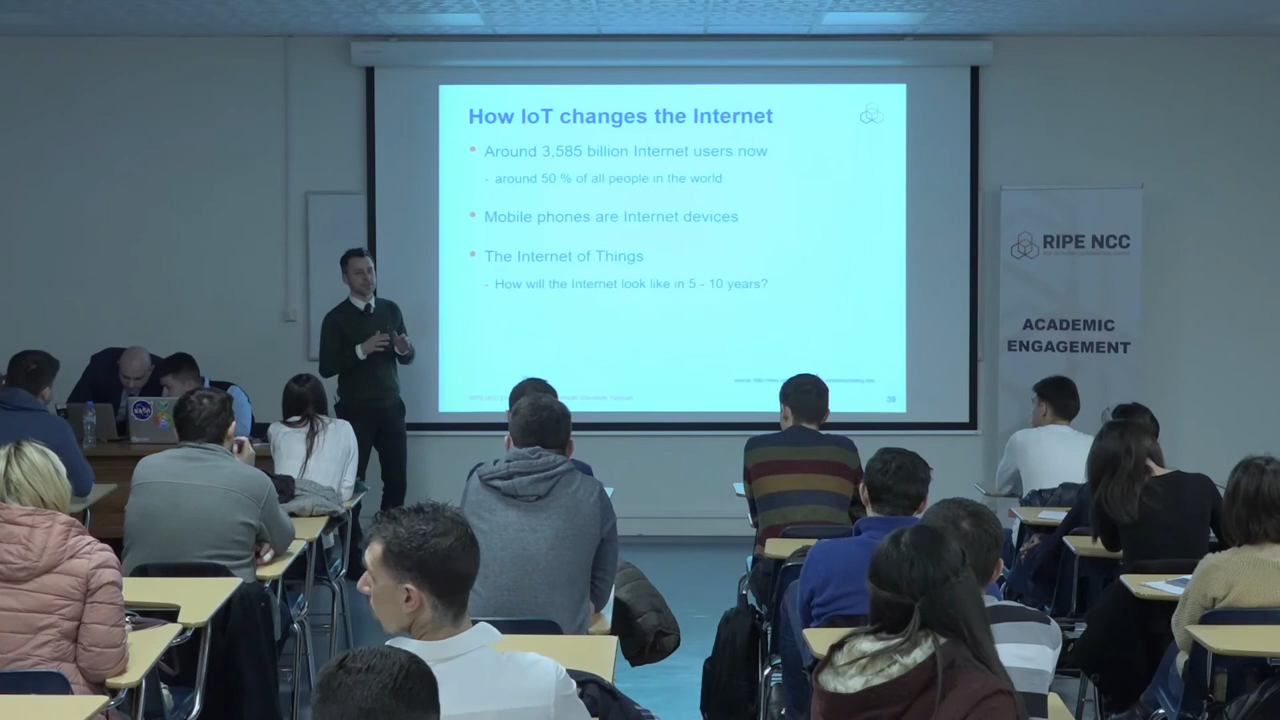 How IoT changes the Internet
• Around 3,585 billion Internet users now
- around 50 % of all people in the world
• Mobile phones are Internet devices
• The Internet of Things
- How will the Internet look like in 5 - 10 years?
39
RIPE NCC
ACADEMIC
ENGAGEMENT
NASA